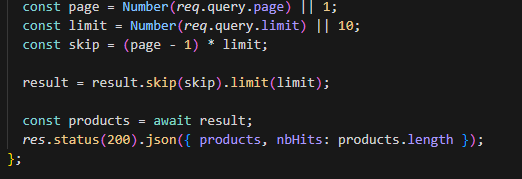 const page = Number(req.query.page) || 1;
const limit = Number(req.query.limit) || 10;
const skip = (page - 1) * limit;
result = result.skip(skip).limit(limit);
const products = await result;
res.status(200).json({ products, nbHits: products.length });
};